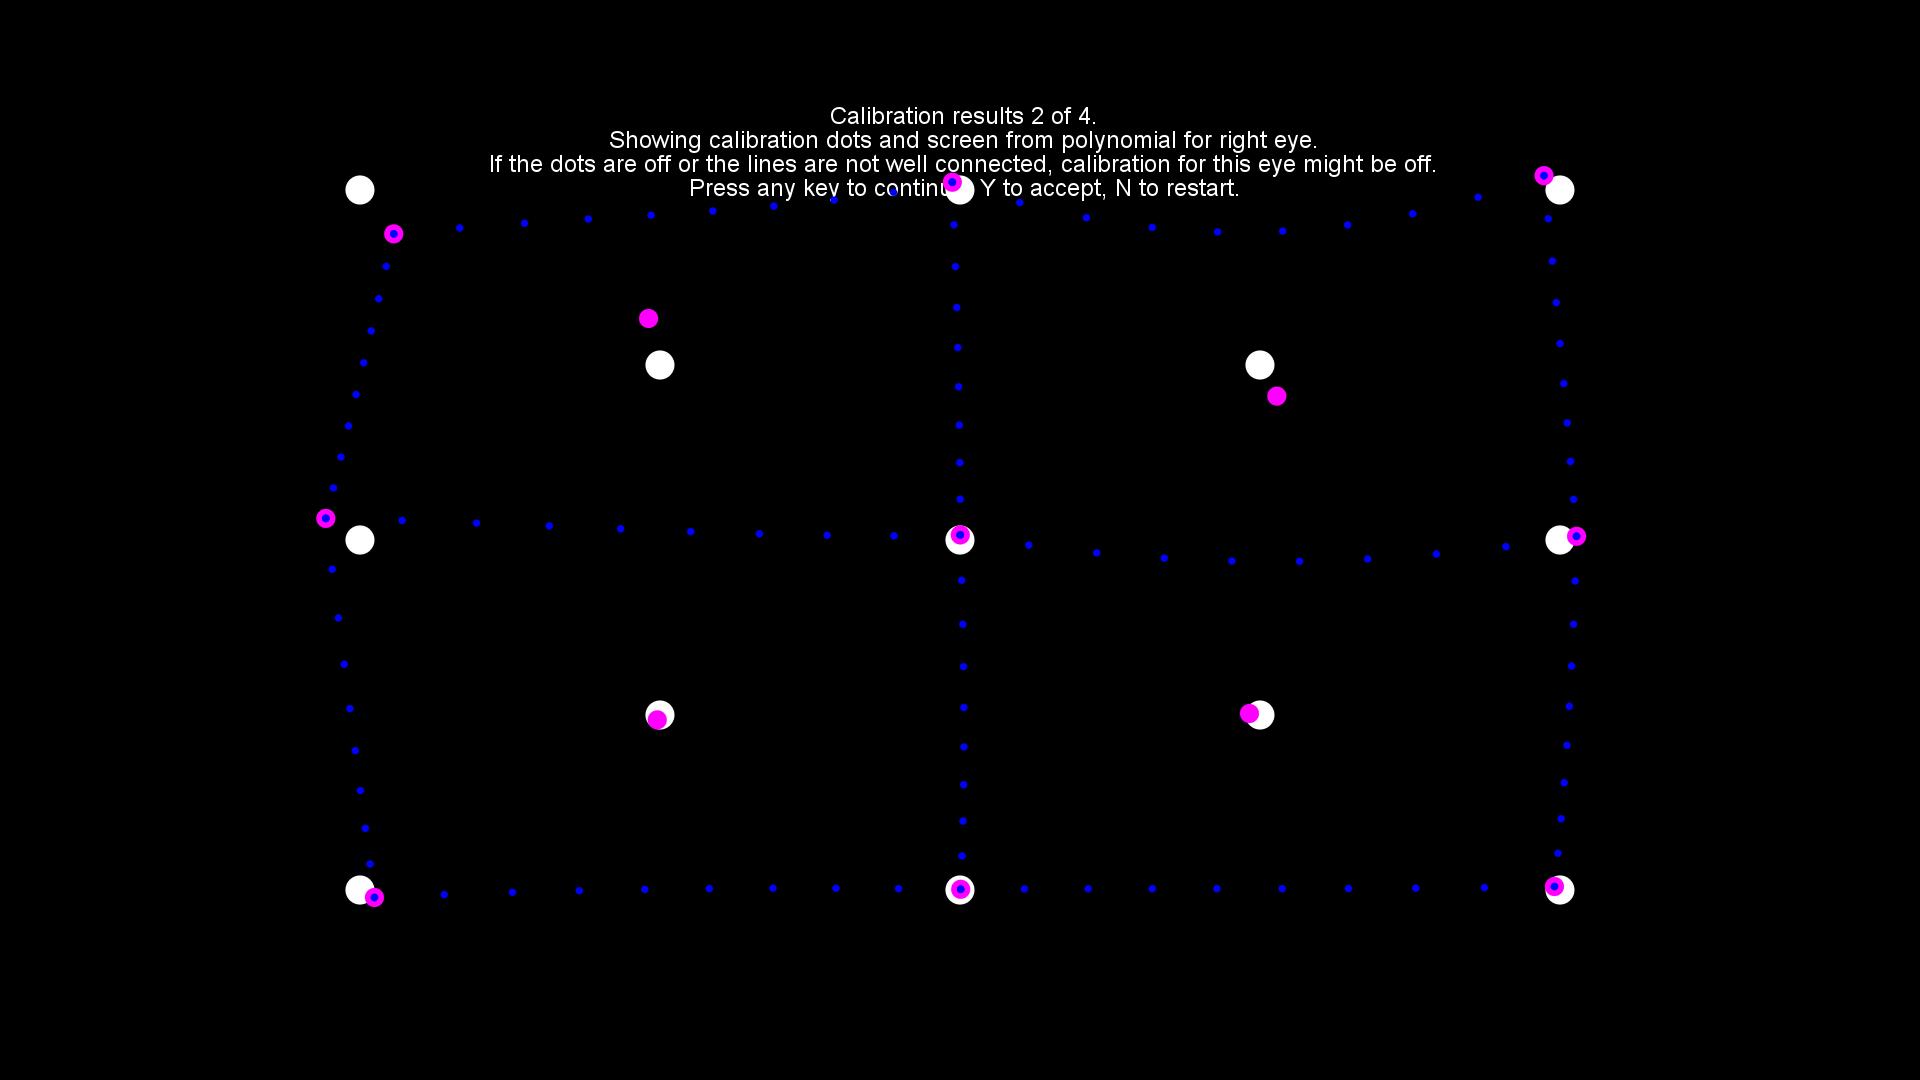 Calibration results 2 of 4.
Showing calibration dots and screen from polynomial for right eye.
If the dots are off or the lines are not well connected, calibration for this eye might be off.
Press any key to continue, Y to accept, N to restart.